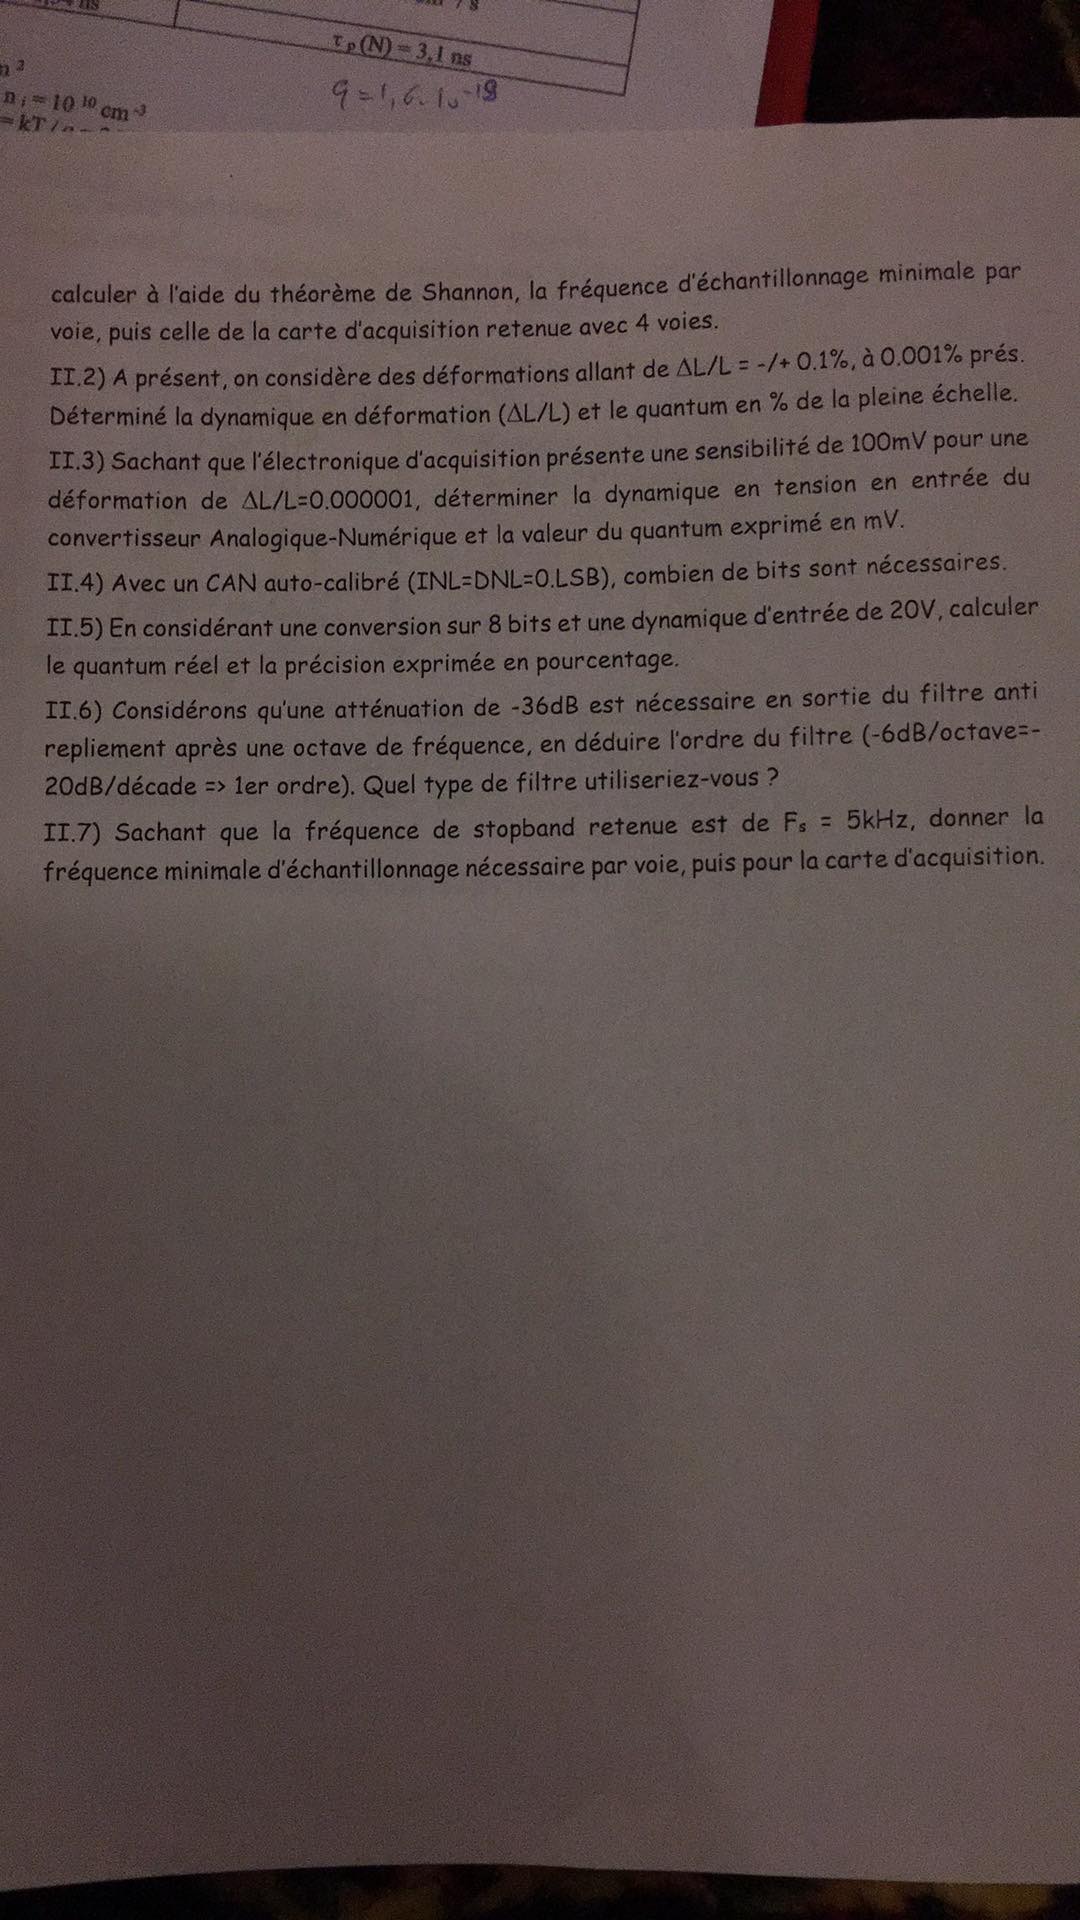 τ p (N) = 3,1 ns
q = 1,6.10⁻¹⁹
n i = 10 ¹⁰ cm⁻³
calculer à l'aide du théorème de Shannon, la fréquence d'échantillonnage minimale par
voie, puis celle de la carte d'acquisition retenue avec 4 voies.
II.2) A présent, on considère des déformations allant de ΔL/L = -/+ 0.1%, à 0.001% prés.
Déterminé la dynamique en déformation (ΔL/L) et le quantum en % de la pleine échelle.
II.3) Sachant que l'électronique d'acquisition présente une sensibilité de 100mV pour une
déformation de ΔL/L=0.000001, déterminer la dynamique en tension en entrée du
convertisseur Analogique-Numérique et la valeur du quantum exprimé en mV.
II.4) Avec un CAN auto-calibré (INL=DNL=0.LSB), combien de bits sont nécessaires.
II.5) En considérant une conversion sur 8 bits et une dynamique d'entrée de 20V, calculer
le quantum réel et la précision exprimée en pourcentage.
II.6) Considérons qu'une atténuation de -36dB est nécessaire en sortie du filtre anti
repliement après une octave de fréquence, en déduire l'ordre du filtre (-6dB/octave=-
20dB/décade => 1er ordre). Quel type de filtre utiliseriez-vous ?
II.7) Sachant que la fréquence de stopband retenue est de Fs = 5kHz, donner la
fréquence minimale d'échantillonnage nécessaire par voie, puis pour la carte d'acquisition.